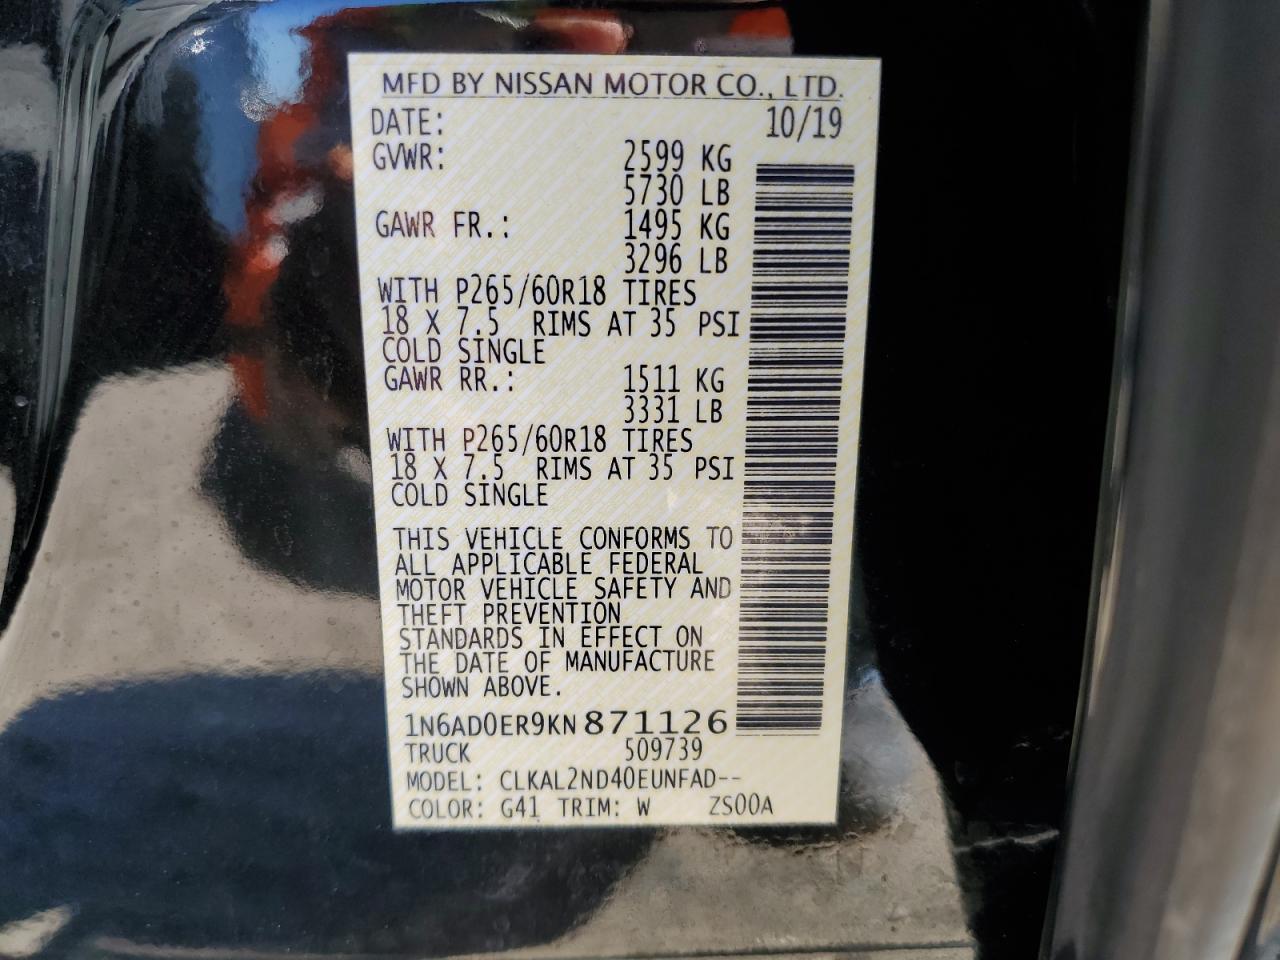 MFD BY NISSAN MOTOR CO., LTD.
DATE: 10/19
GVWR: 2599 KG
5730 LB
GAWR FR.: 1495 KG
3296 LB
WITH P265/60R18 TIRES
18 X 7.5 RIMS AT 35 PSI
COLD SINGLE
GAWR RR.: 1511 KG
3331 LB
WITH P265/60R18 TIRES
18 X 7.5 RIMS AT 35 PSI
COLD SINGLE
THIS VEHICLE CONFORMS TO
ALL APPLICABLE FEDERAL
MOTOR VEHICLE SAFETY AND
THEFT PREVENTION
STANDARDS IN EFFECT ON
THE DATE OF MANUFACTURE
SHOWN ABOVE.
1N6AD0ER9KN871126
TRUCK 509739
MODEL: CLKAL2ND40EUNFAD--
COLOR: G41 TRIM: W ZS00A